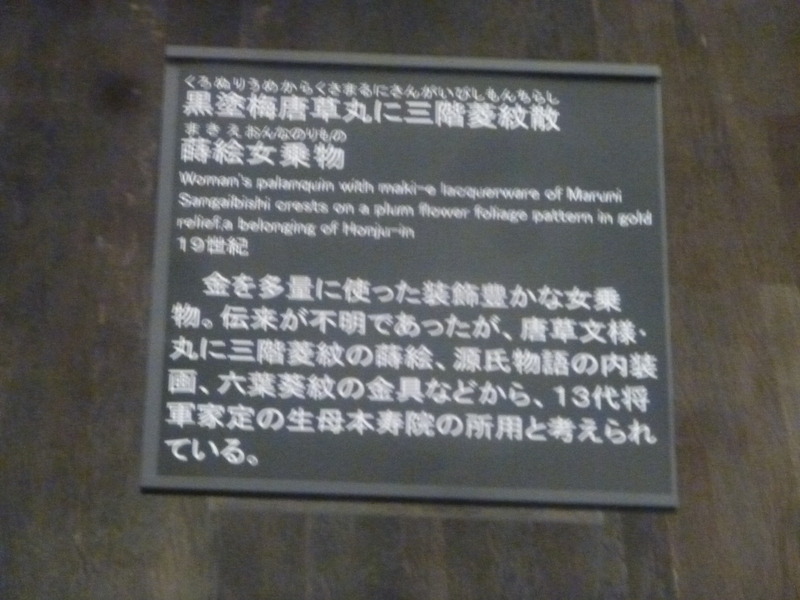 くろぬりうめからくさまるにさんがいびしもんちらし
黒塗梅唐草丸に三階菱紋散
まきえおんなのりもの
蒔絵女乗物
Woman's palanquin with maki-e lacquerware of Maruni
Sangaibishi crests on a plum flower foliage pattern in gold
relief,a belonging of Honju-in
19世紀
金を多量に使った装飾豊かな女乗
物。伝来が不明であったが、唐草文様・
丸に三階菱紋の蒔絵、源氏物語の内装
画、六葉葵紋の金具などから、13代将
軍家定の生母本寿院の所用と考えられ
ている。